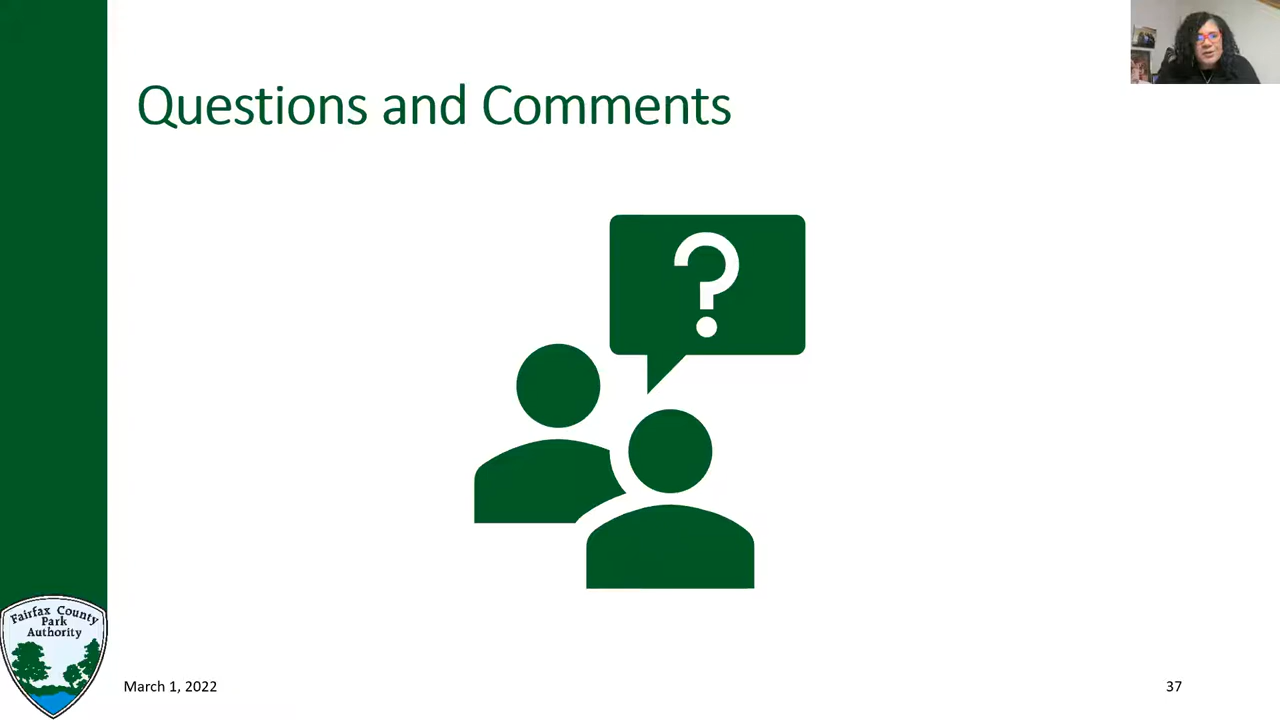 Questions and Comments
?
Fairfax County
Park
Authority
March 1, 2022
37